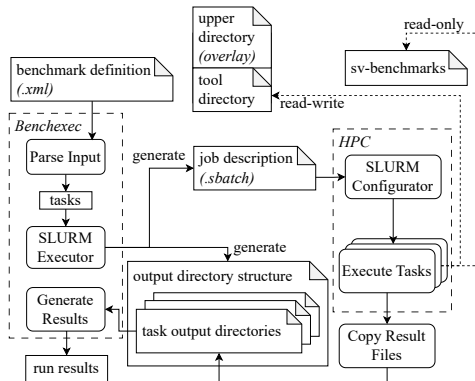 upper
directory
(overlay)
read-only
benchmark definition
(.xml)
tool
directory
sv-benchmarks
read-write
Benchexec
HPC
Parse Input
generate
job description
(.sbatch)
SLURM
Configurator
tasks
SLURM
Executor
generate
output directory structure
Execute Tasks
Generate
Results
task output directories
Copy Result
Files
run results